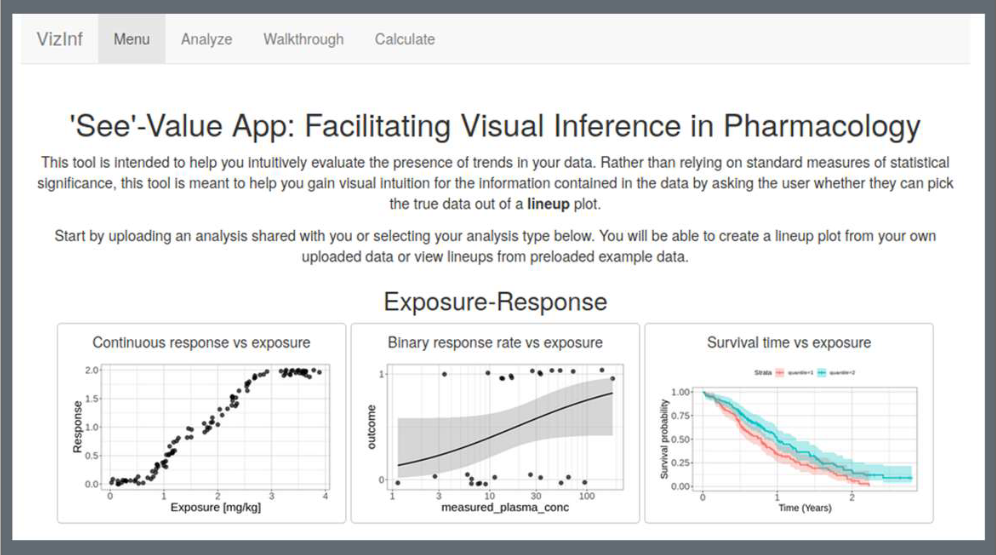 VizInf Menu Analyze Walkthrough Calculate
'See'-Value App: Facilitating Visual Inference in Pharmacology
This tool is intended to help you intuitively evaluate the presence of trends in your data. Rather than relying on standard measures of statistical
significance, this tool is meant to help you gain visual intuition for the information contained in the data by asking the user whether they can pick
the true data out of a lineup plot.
Start by uploading an analysis shared with you or selecting your analysis type below. You will be able to create a lineup plot from your own
uploaded data or view lineups from preloaded example data.
Exposure-Response
Continuous response vs exposure
Response
2.0
1.5
1.0
0.5
0.0
0 1 2 3 4
Exposure [mg/kg]
Binary response rate vs exposure
outcome
1
0
1 3 10 30 100
measured_plasma_conc
Survival time vs exposure
Strata quantile=1 quantile=2
Survival probability
1.00
0.75
0.50
0.25
0.00
0 1 2
Time (Years)